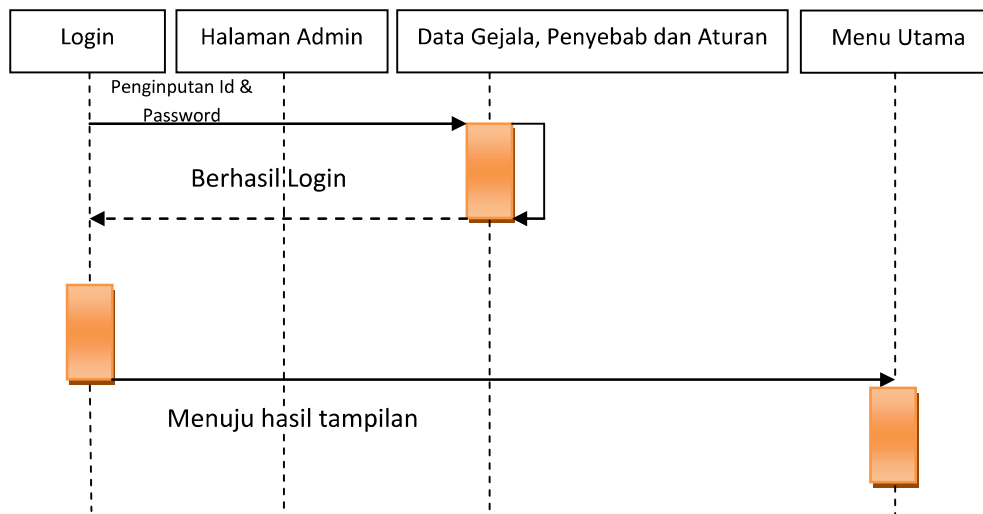 Login
Halaman Admin
Data Gejala, Penyebab dan Aturan
Menu Utama
Penginputan Id &
Password
Berhasil Login
Menuju hasil tampilan